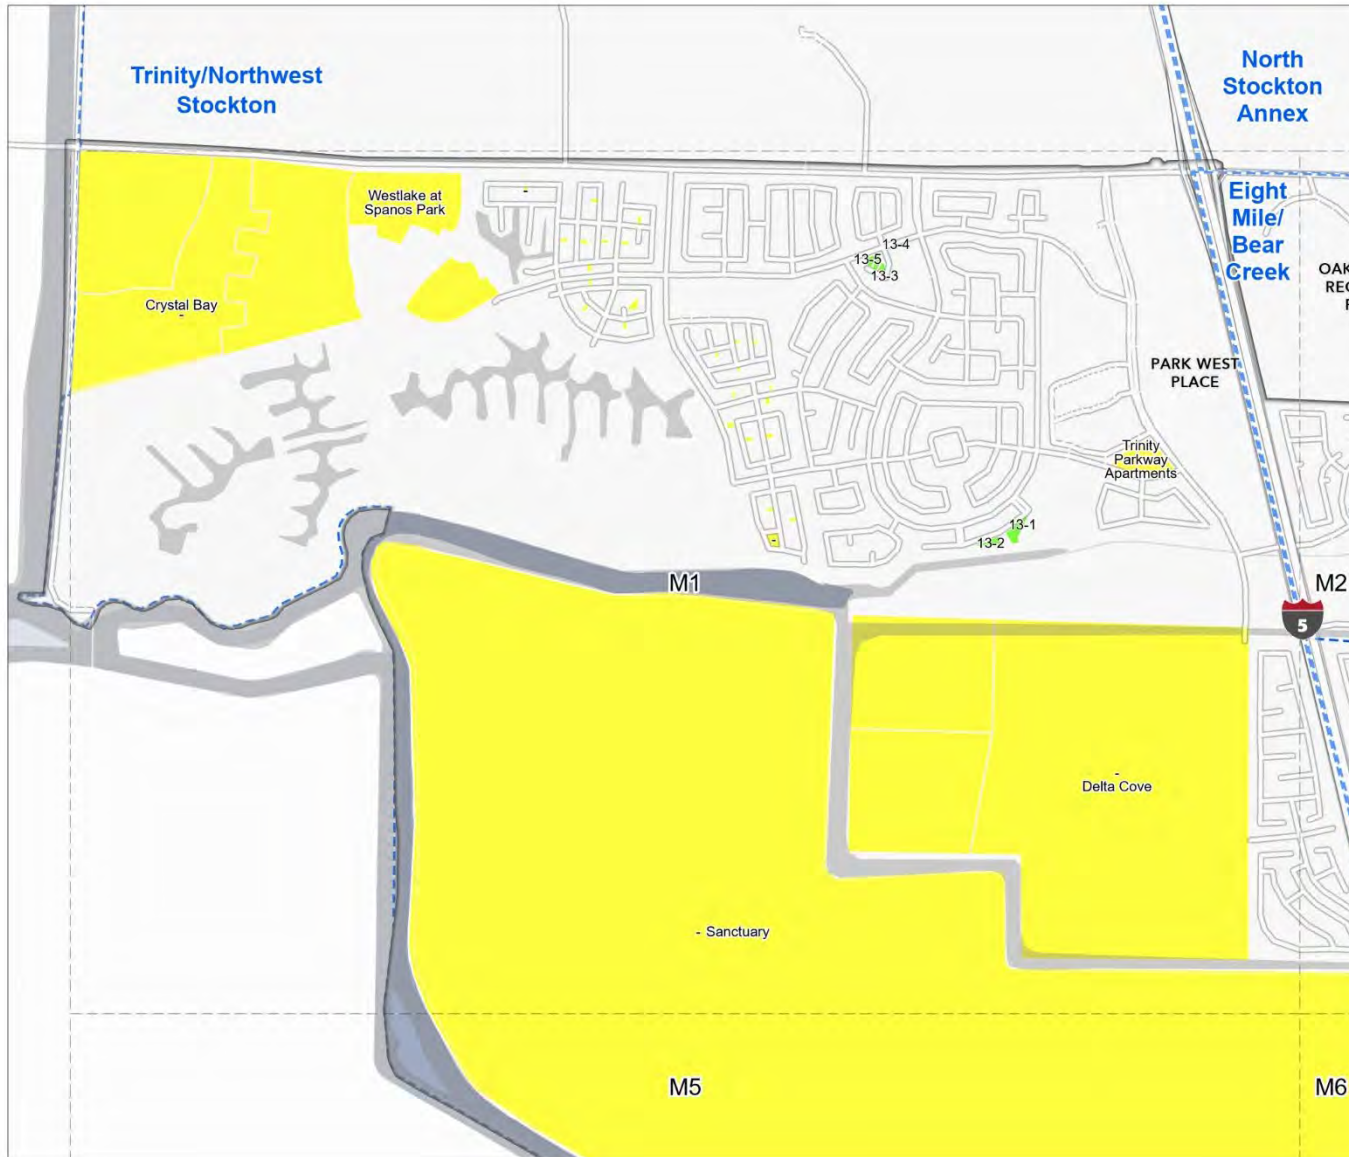 Trinity/Northwest
Stockton
North
Stockton
Annex
Westlake at
Spanos Park
Eight
Mile/
Bear
Creek
13-4
13-5
13-3
OAK
REC
Crystal Bay
PARK WEST
PLACE
Trinity
Parkway
Apartments
13-1
13-2
M1
M2
5
Delta Cove
- Sanctuary
M5
M6